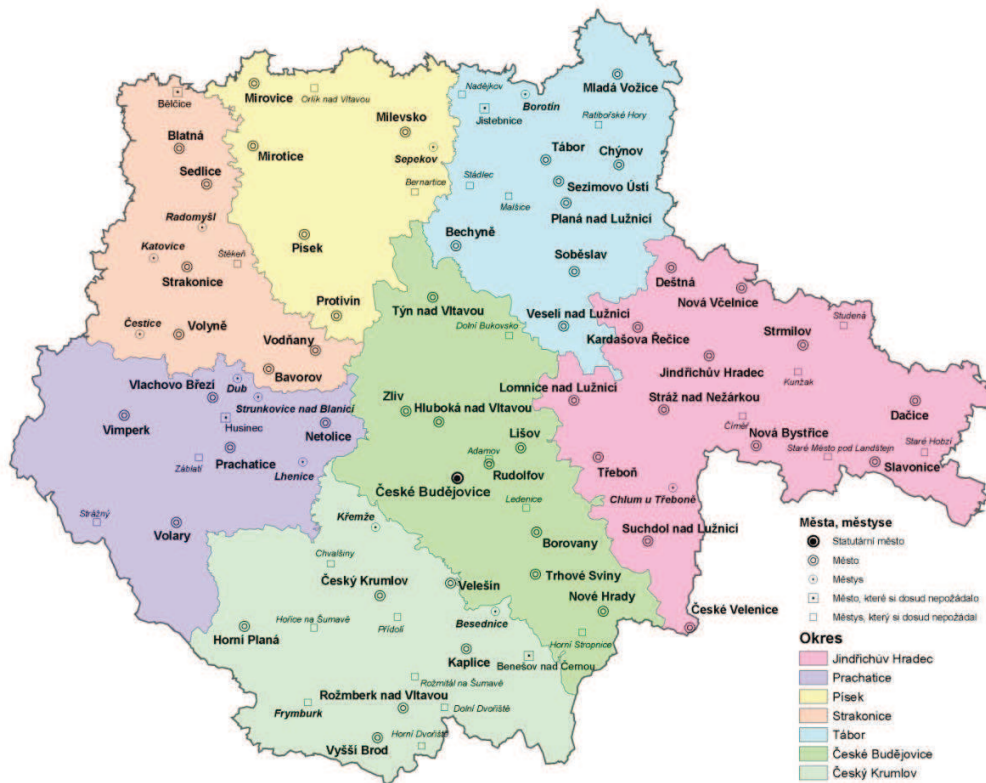 Mirovice
Orlík nad Vltavou
Bělčice
Milevsko
Mirotice
Blatná
Sepekov
Sedlice
Bernartice
Radomyšl
Písek
Katovice
Štěkeň
Strakonice
Protivín
Čestice
Volyně
Vodňany
Bavorov
Nadějkov
Mladá Vožice
Borotín
Jistebnice
Ratibořské Hory
Tábor
Chýnov
Stádlec
Sezimovo Ústí
Malšice
Planá nad Lužnicí
Bechyně
Soběslav
Veselí nad Lužnicí
Deštná
Nová Včelnice
Studená
Kardašova Řečice
Strmilov
Jindřichův Hradec
Kunžak
Lomnice nad Lužnicí
Stráž nad Nežárkou
Dačice
Číměř
Nová Bystřice
Staré Město pod Landštejn
Staré Hobzí
Slavonice
Třeboň
Chlum u Třeboně
Suchdol nad Lužnicí
České Velenice
Týn nad Vltavou
Dolní Bukovsko
Zliv
Hluboká nad Vltavou
Lišov
Adamov
Rudolfov
České Budějovice
Ledenice
Borovany
Trhové Sviny
Nové Hrady
Horní Stropnice
Vlachovo Březí
Dub
Strunkovice nad Blanicí
Vimperk
Husinec
Netolice
Prachatice
Záblatí
Lhenice
Strážný
Volary
Křemže
Chvalšiny
Český Krumlov
Velešín
Hořice na Šumavě
Přídolí
Besednice
Horní Planá
Kaplice
Benešov nad Černou
Rožmitál na Šumavě
Rožmberk nad Vltavou
Frymburk
Dolní Dvořiště
Horní Dvořiště
Vyšší Brod
Města, městyse
Statutární město
Město
Městys
Město, které si dosud nepožádalo
Městys, který si dosud nepožádal
Okres
Jindřichův Hradec
Prachatice
Písek
Strakonice
Tábor
České Budějovice
Český Krumlov